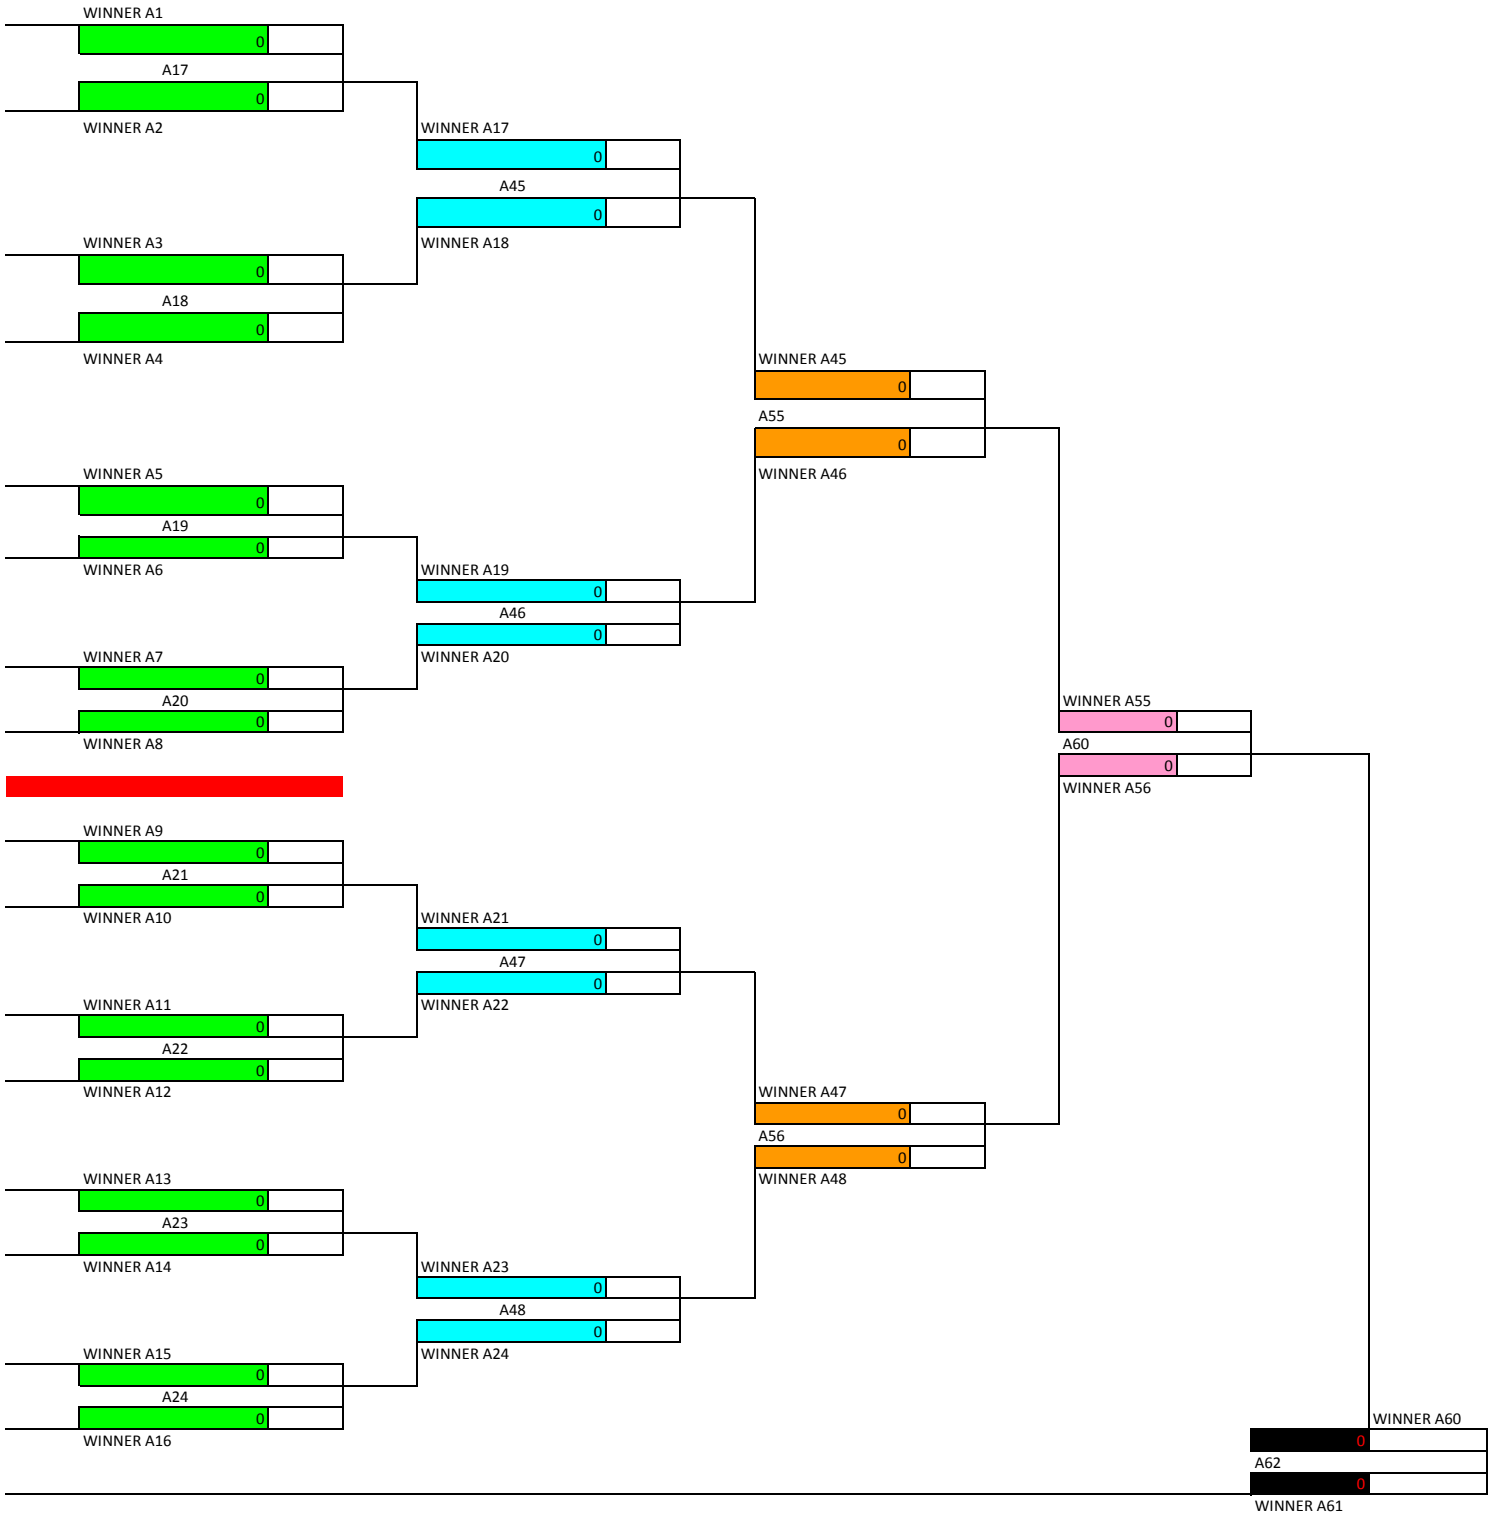 WINNER A1
0
A17
0
WINNER A2
WINNER A17
0
A45
0
WINNER A18
WINNER A3
0
A18
0
WINNER A4
WINNER A45
0
A55
0
WINNER A46
WINNER A5
0
A19
0
WINNER A6
WINNER A19
0
A46
0
WINNER A20
WINNER A7
0
A20
0
WINNER A8
WINNER A55
0
A60
0
WINNER A56
WINNER A9
0
A21
0
WINNER A10
WINNER A21
0
A47
0
WINNER A22
WINNER A11
0
A22
0
WINNER A12
WINNER A47
0
A56
0
WINNER A48
WINNER A13
0
A23
0
WINNER A14
WINNER A23
0
A48
0
WINNER A24
WINNER A15
0
A24
0
WINNER A16
WINNER A60
0
A62
0
WINNER A61